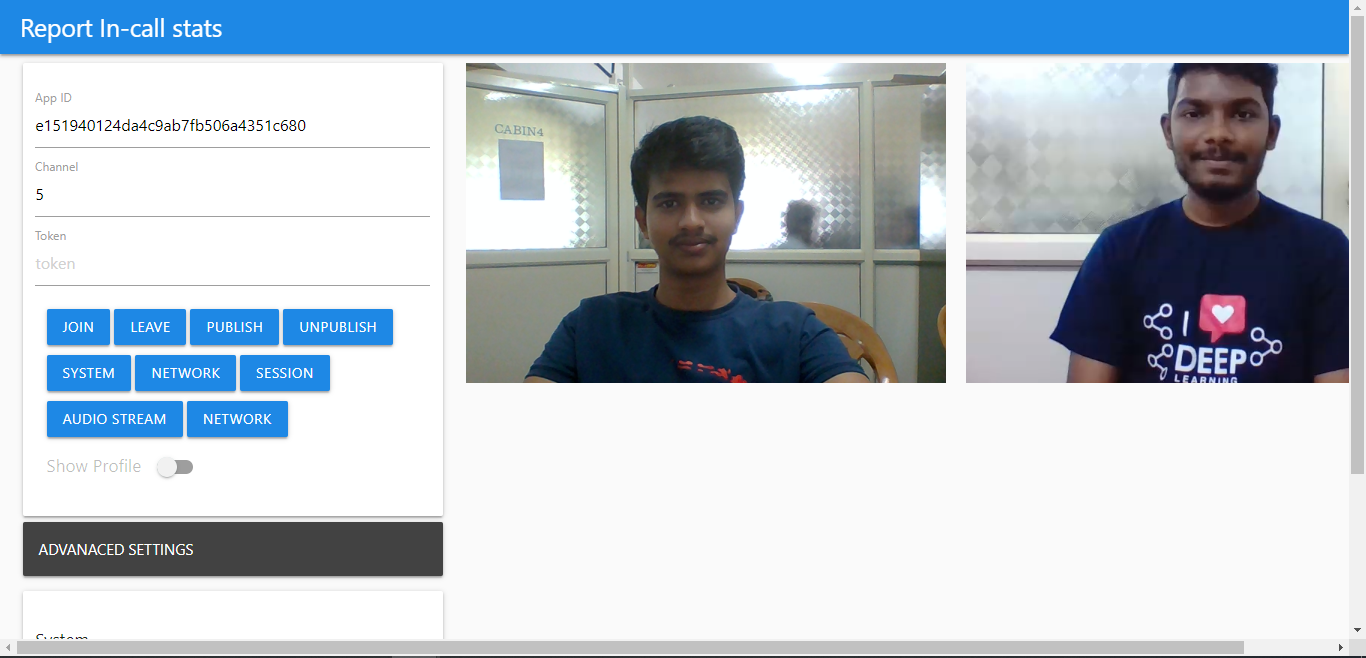 Report In-call stats
App ID
e151940124da4c9ab7fb506a4351c680
Channel
5
Token
token
JOIN LEAVE PUBLISH UNPUBLISH
SYSTEM NETWORK SESSION
AUDIO STREAM NETWORK
Show Profile
ADVANACED SETTINGS
System
CABIN4
I
DEEP
LEARNING